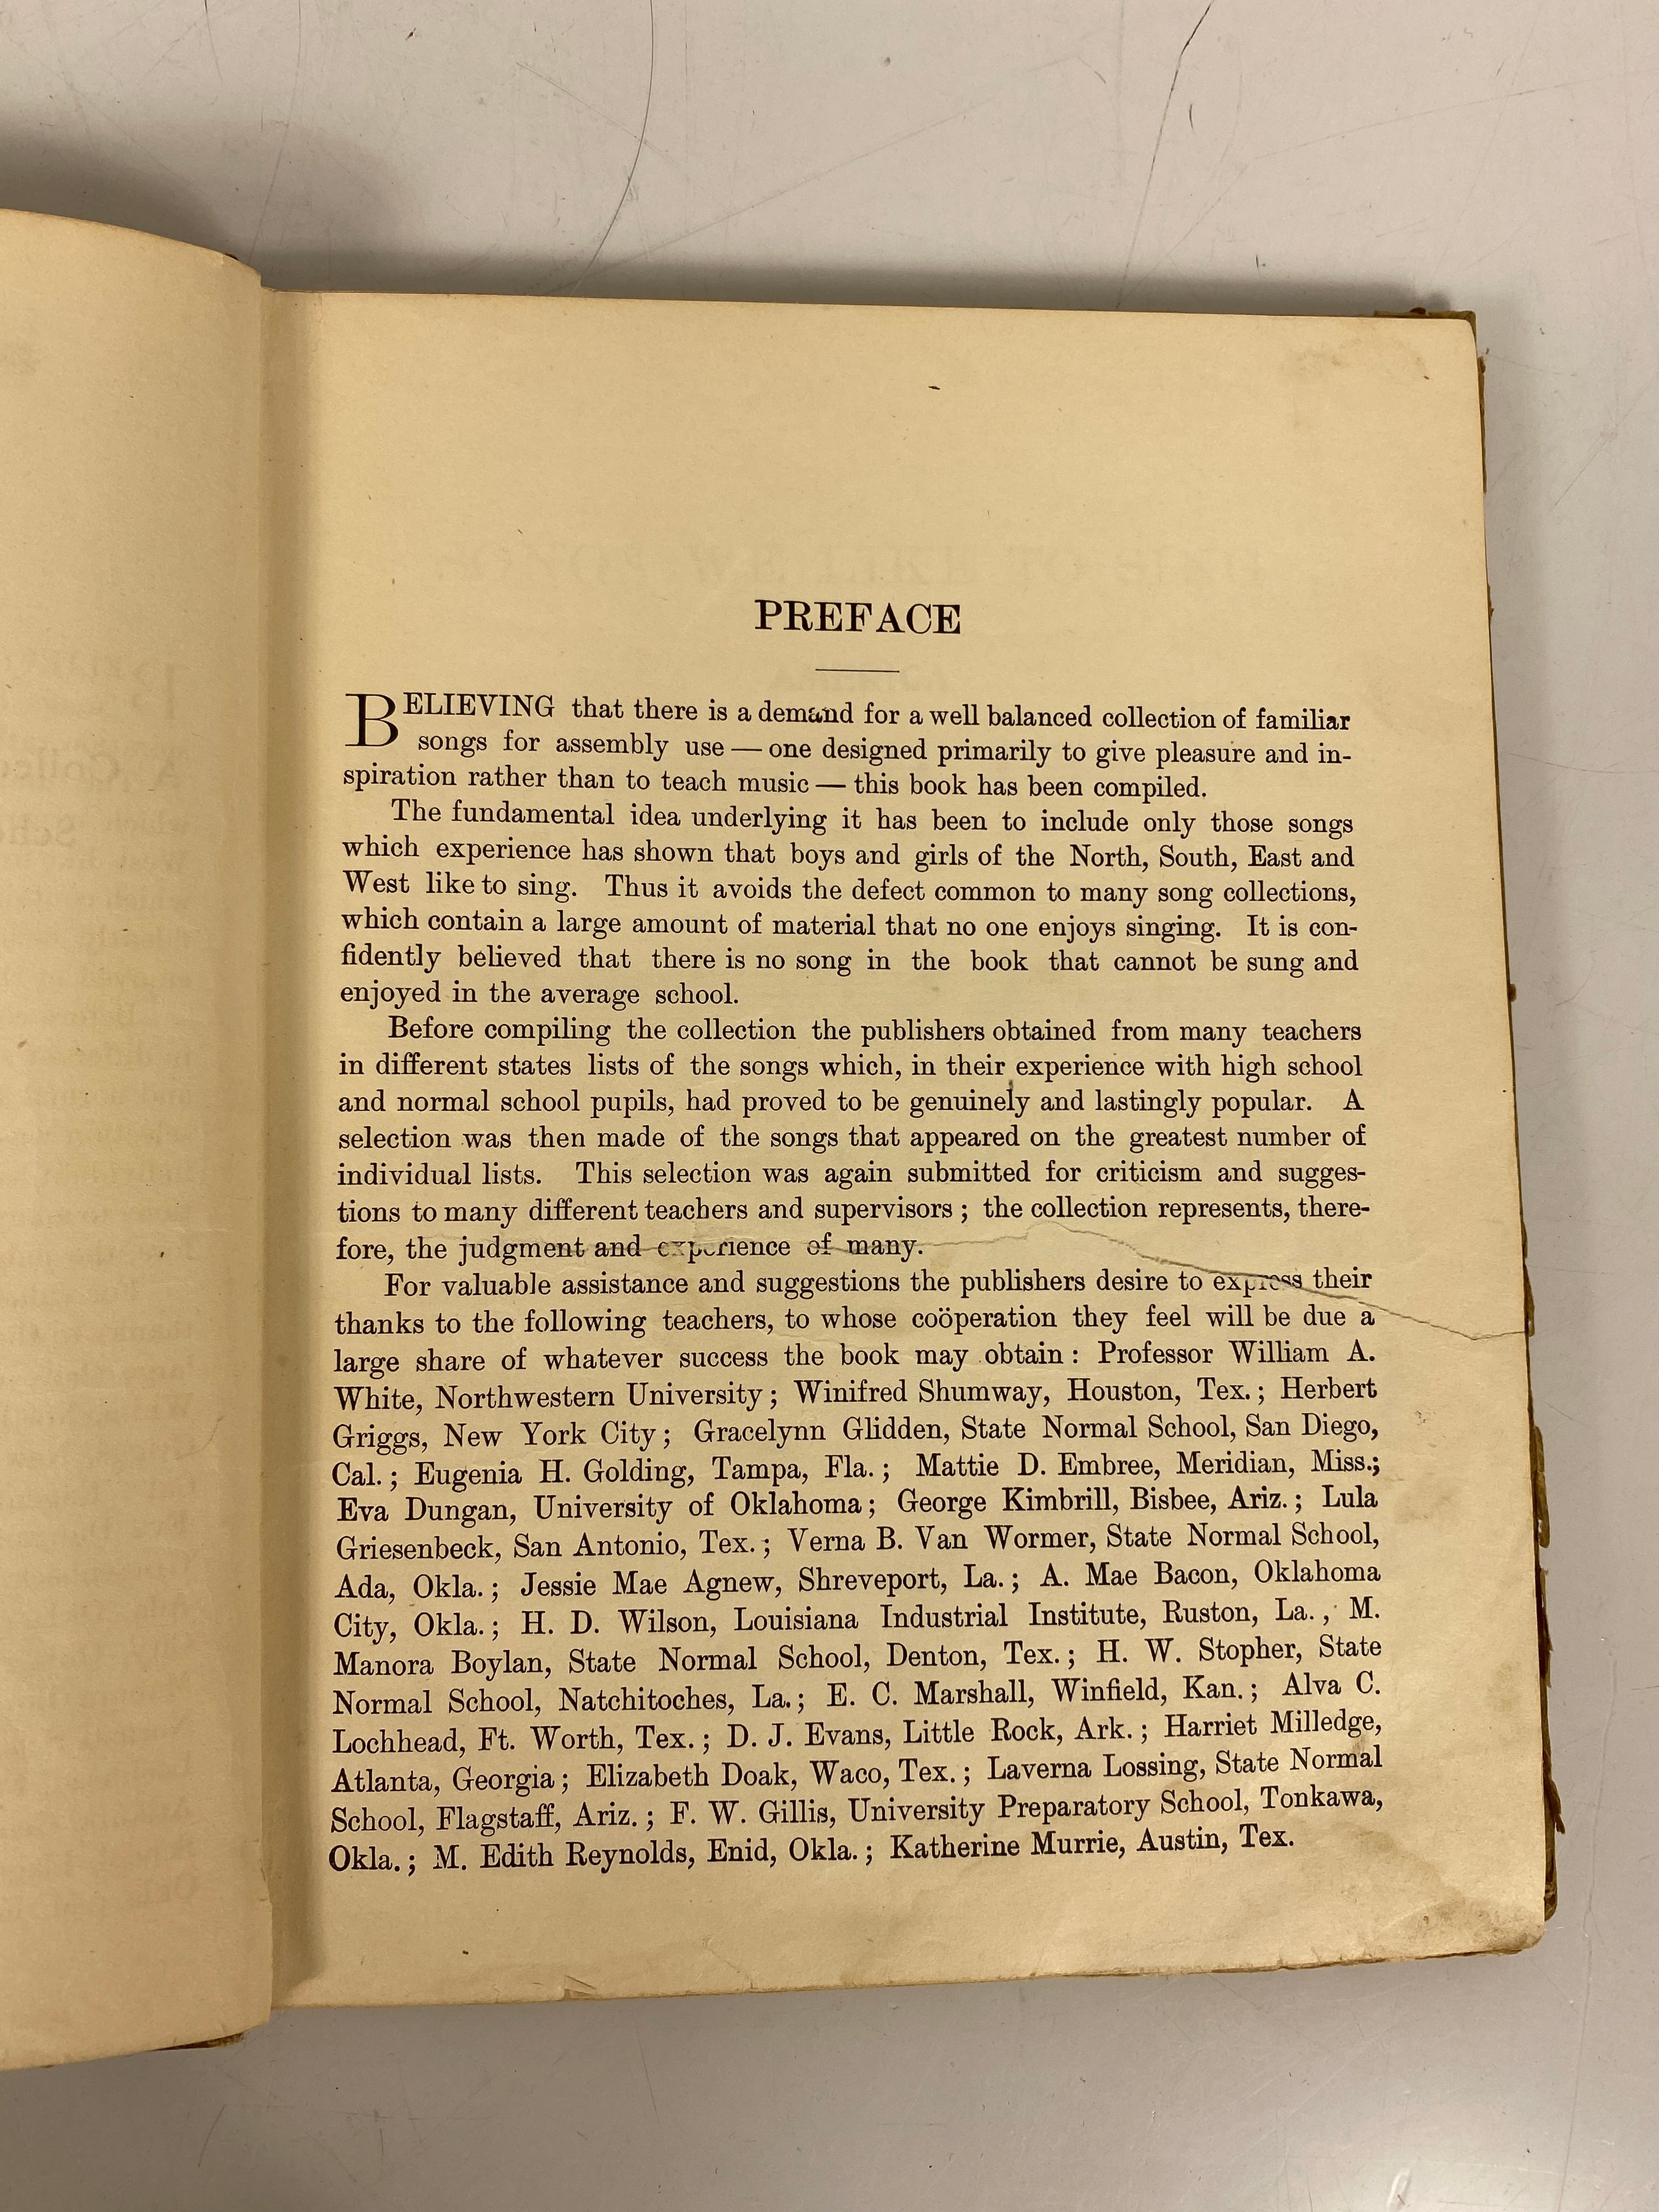 PREFACE
BELIEVING that there is a demand for a well balanced collection of familiar
songs for assembly use — one designed primarily to give pleasure and in-
spiration rather than to teach music — this book has been compiled.
The fundamental idea underlying it has been to include only those songs
which experience has shown that boys and girls of the North, South, East and
West like to sing. Thus it avoids the defect common to many song collections,
which contain a large amount of material that no one enjoys singing. It is con-
fidently believed that there is no song in the book that cannot be sung and
enjoyed in the average school.
Before compiling the collection the publishers obtained from many teachers
in different states lists of the songs which, in their experience with high school
and normal school pupils, had proved to be genuinely and lastingly popular. A
selection was then made of the songs that appeared on the greatest number of
individual lists. This selection was again submitted for criticism and sugges-
tions to many different teachers and supervisors; the collection represents, there-
fore, the judgment and experience of many.
For valuable assistance and suggestions the publishers desire to express their
thanks to the following teachers, to whose coöperation they feel will be due a
large share of whatever success the book may obtain: Professor William A.
White, Northwestern University; Winifred Shumway, Houston, Tex.; Herbert
Griggs, New York City; Gracelynn Glidden, State Normal School, San Diego,
Cal.; Eugenia H. Golding, Tampa, Fla.; Mattie D. Embree, Meridian, Miss.;
Eva Dungan, University of Oklahoma; George Kimbrill, Bisbee, Ariz.; Lula
Griesenbeck, San Antonio, Tex.; Verna B. Van Wormer, State Normal School,
Ada, Okla.; Jessie Mae Agnew, Shreveport, La.; A. Mae Bacon, Oklahoma
City, Okla.; H. D. Wilson, Louisiana Industrial Institute, Ruston, La., M.
Manora Boylan, State Normal School, Denton, Tex.; H. W. Stopher, State
Normal School, Natchitoches, La.; E. C. Marshall, Winfield, Kan.; Alva C.
Lochhead, Ft. Worth, Tex.; D. J. Evans, Little Rock, Ark.; Harriet Milledge,
Atlanta, Georgia; Elizabeth Doak, Waco, Tex.; Laverna Lossing, State Normal
School, Flagstaff, Ariz.; F. W. Gillis, University Preparatory School, Tonkawa,
Okla.; M. Edith Reynolds, Enid, Okla.; Katherine Murrie, Austin, Tex.